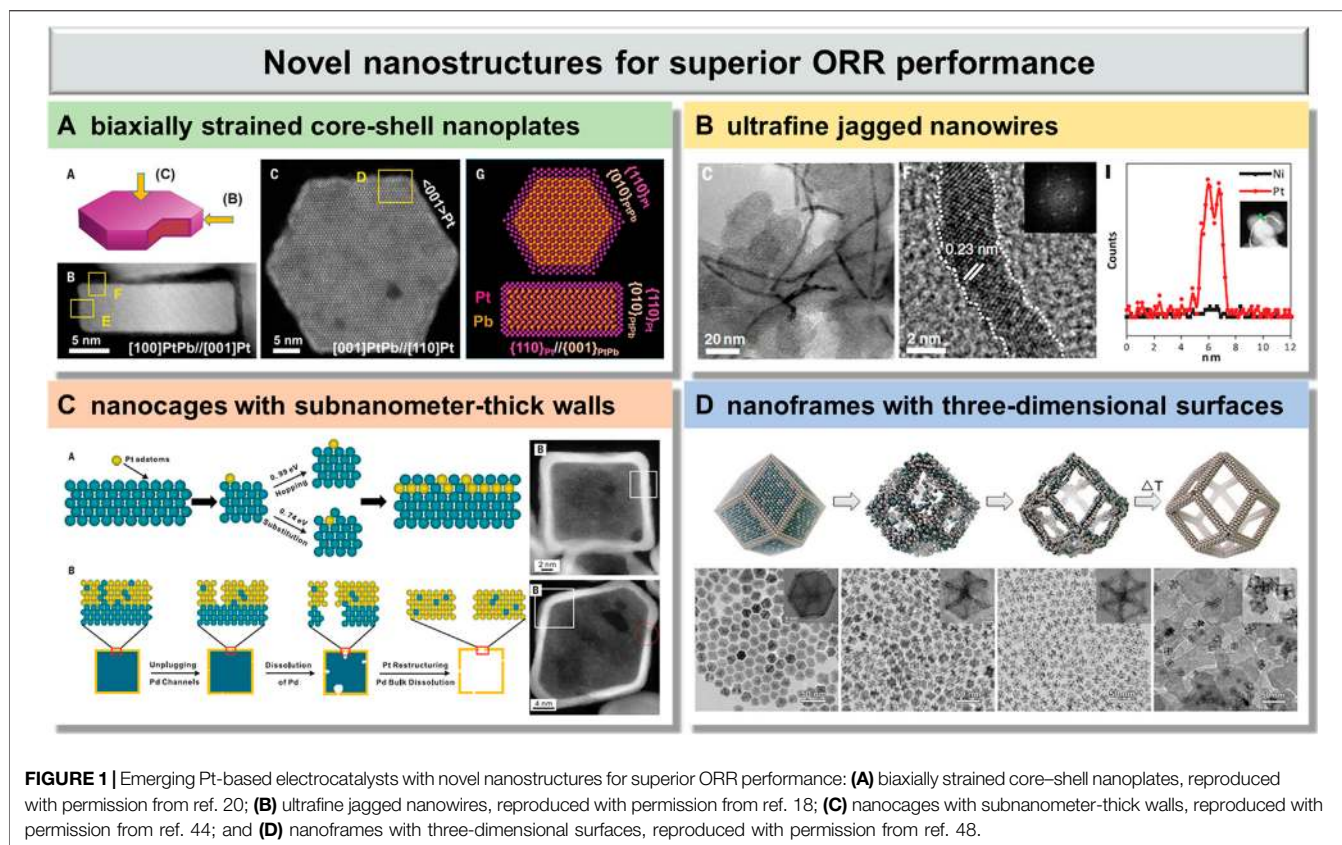 Novel nanostructures for superior ORR performance
A biaxially strained core-shell nanoplates
A
(C)
(B)
B
F
E
5 nm
[100]PtPb//[001]Pt
C
D
<001>Pt
5 nm
[001]PtPb//[110]Pt
G
{110}Pt
{010}PtPb
Pt
Pb
{010}PtPb
{110}Pt
{110}Pt//{001}PtPb
B ultrafine jagged nanowires
C
20 nm
F
0.23 nm
2 nm
I
Ni
Pt
Counts
0 2 4 6 8 10 12
nm
C nanocages with subnanometer-thick walls
A
Pt adatoms
0.99 eV
Hopping
0.74 eV
Substitution
B
2 nm
B
Unplugging
Pd Channels
Dissolution
of Pd
Pt Restructuring
Pd Bulk Dissolution
B
4 nm
D nanoframes with three-dimensional surfaces
△T
FIGURE 1 | Emerging Pt-based electrocatalysts with novel nanostructures for superior ORR performance: (A) biaxially strained core–shell nanoplates, reproduced
with permission from ref. 20; (B) ultrafine jagged nanowires, reproduced with permission from ref. 18; (C) nanocages with subnanometer-thick walls, reproduced with
permission from ref. 44; and (D) nanoframes with three-dimensional surfaces, reproduced with permission from ref. 48.